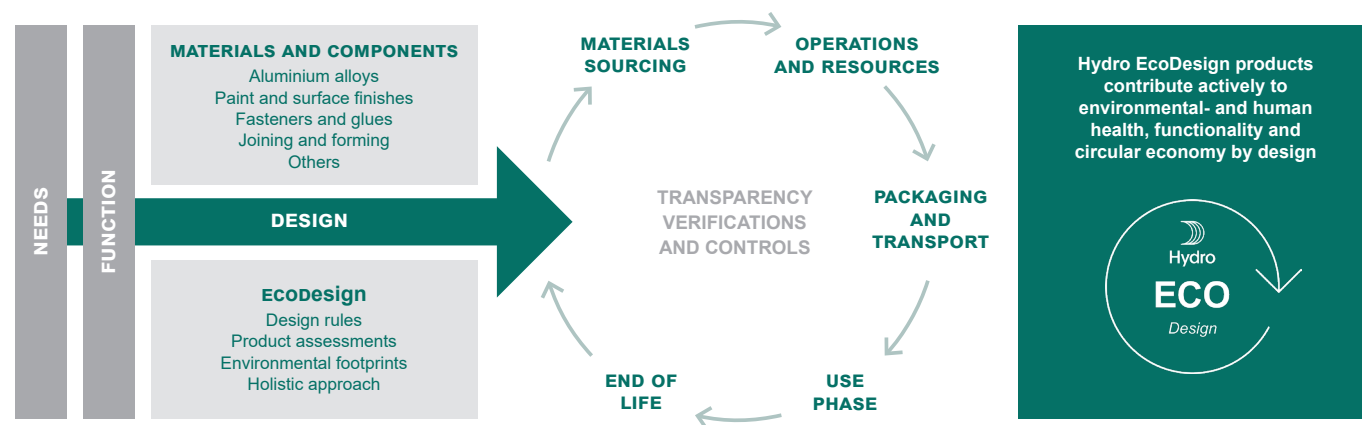 NEEDS
FUNCTION
MATERIALS AND COMPONENTS
Aluminium alloys
Paint and surface finishes
Fasteners and glues
Joining and forming
Others
DESIGN
EcoDesign
Design rules
Product assessments
Environmental footprints
Holistic approach
MATERIALS
SOURCING
OPERATIONS
AND RESOURCES
PACKAGING
AND
TRANSPORT
USE
PHASE
END OF
LIFE
TRANSPARENCY
VERIFICATIONS
AND CONTROLS
Hydro EcoDesign products
contribute actively to
environmental- and human
health, functionality and
circular economy by design
Hydro
ECO
Design